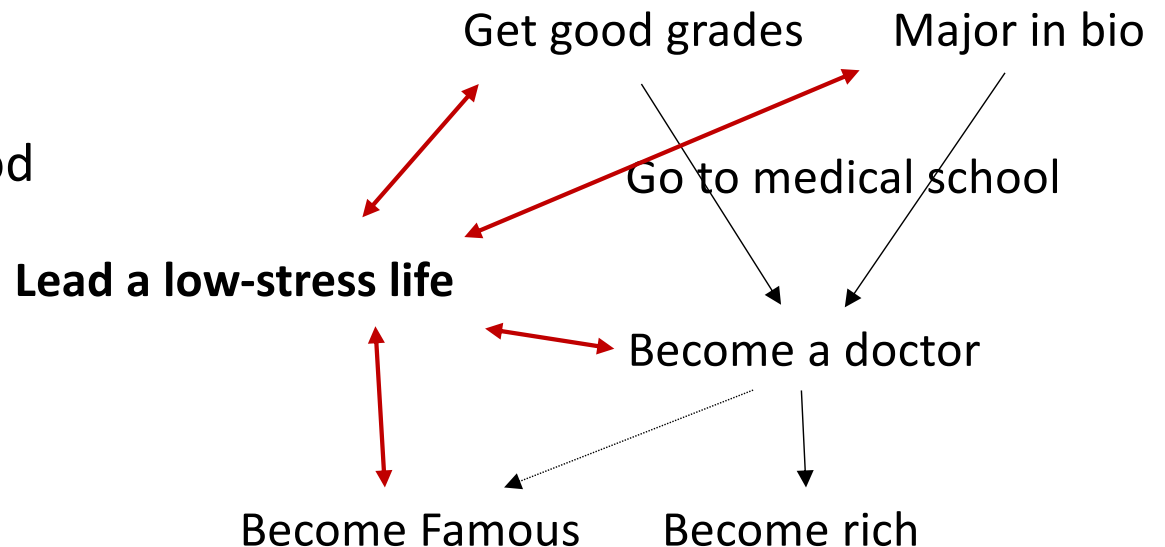 Get good grades
Major in bio
Go to medical school
Lead a low-stress life
Become a doctor
Become Famous
Become rich